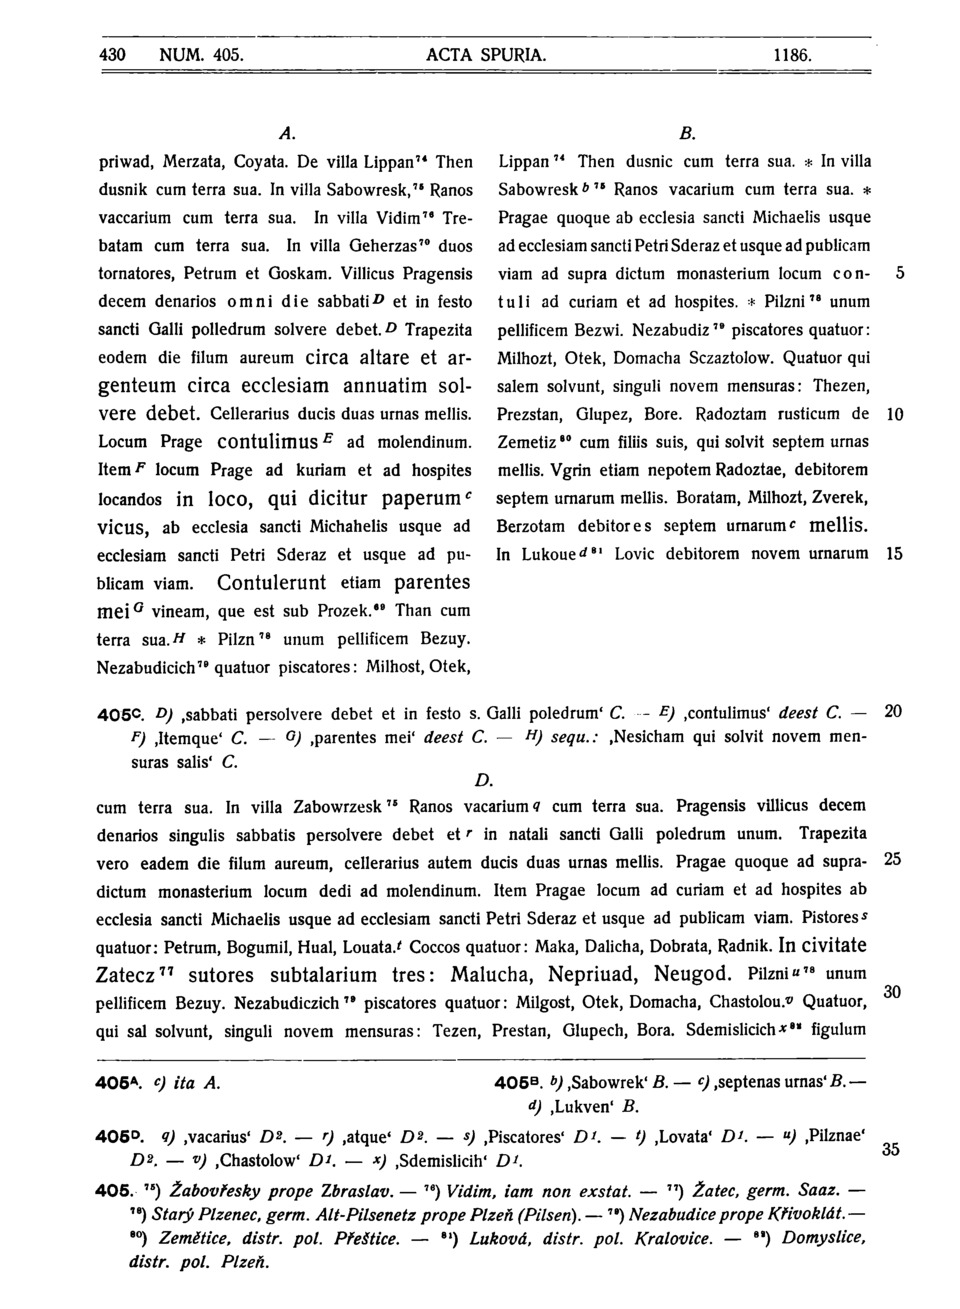 430 NUM. 405. ACTA SPURIA. 1186.
A.
priwad, Merzata, Coyata. De villa Lippan⁷⁴ Then
dusnik cum terra sua. In villa Sabowresk,⁷⁵ Ranos
vaccarium cum terra sua. In villa Vidim⁷⁶ Tre-
batam cum terra sua. In villa Geherzas⁷⁰ duos
tornatores, Petrum et Goskam. Villicus Pragensis
decem denarios omni die sabbati D et in festo
sancti Galli polledrum solvere debet. D Trapezita
eodem die filum aureum circa altare et ar-
genteum circa ecclesiam annuatim sol-
vere debet. Cellerarius ducis duas urnas mellis.
Locum Prage contulimus E ad molendinum.
Item F locum Prage ad kuriam et ad hospites
locandos in loco, qui dicitur paperum c
vicus, ab ecclesia sancti Michahelis usque ad
ecclesiam sancti Petri Sderaz et usque ad pu-
blicam viam. Contulerunt etiam parentes
mei G vineam, que est sub Prozek.⁶⁹ Than cum
terra sua. H * Pilzn⁷⁸ unum pellificem Bezuy.
Nezabudicich⁷⁹ quatuor piscatores: Milhost, Otek,
B.
Lippan⁷⁴ Then dusnic cum terra sua. * In villa
Sabowresk b ⁷⁵ Ranos vacarium cum terra sua. *
Pragae quoque ab ecclesia sancti Michaelis usque
ad ecclesiam sancti Petri Sderaz et usque ad publicam
viam ad supra dictum monasterium locum con- 5
tuli ad curiam et ad hospites. * Pilzni⁷⁸ unum
pellificem Bezwi. Nezabudiz⁷⁹ piscatores quatuor:
Milhozt, Otek, Domacha Sczaztolow. Quatuor qui
salem solvunt, singuli novem mensuras: Thezen,
Prezstan, Glupez, Bore. Radoztam rusticum de 10
Zemetiz⁸⁰ cum filiis suis, qui solvit septem urnas
mellis. Vgrin etiam nepotem Radoztae, debitorem
septem urnarum mellis. Boratam, Milhozt, Zverek,
Berzotam debitores septem urnarum c mellis.
In Lukoue d ⁸¹ Lovic debitorem novem urnarum 15
405C. D) ‚sabbati persolvere debet et in festo s. Galli poledrum‘ C. — E) ‚contulimus‘ deest C. — 20
F) ‚Itemque‘ C. — G) ‚parentes mei‘ deest C. — H) sequ.: ‚Nesicham qui solvit novem men-
suras salis‘ C.
D.
cum terra sua. In villa Zabowrzesk⁷⁵ Ranos vacarium q cum terra sua. Pragensis villicus decem
denarios singulis sabbatis persolvere debet et r in natali sancti Galli poledrum unum. Trapezita
vero eadem die filum aureum, cellerarius autem ducis duas urnas mellis. Pragae quoque ad supra- 25
dictum monasterium locum dedi ad molendinum. Item Pragae locum ad curiam et ad hospites ab
ecclesia sancti Michaelis usque ad ecclesiam sancti Petri Sderaz et usque ad publicam viam. Pistores s
quatuor: Petrum, Bogumil, Hual, Louata. t Coccos quatuor: Maka, Dalicha, Dobrata, Radnik. In civitate
Zatecz⁷⁷ sutores subtalarium tres: Malucha, Nepriuad, Neugod. Pilzni u ⁷⁸ unum
pellificem Bezuy. Nezabudiczich⁷⁹ piscatores quatuor: Milgost, Otek, Domacha, Chastolou. v Quatuor, 30
qui sal solvunt, singuli novem mensuras: Tezen, Prestan, Glupech, Bora. Sdemislicich x ⁸² figulum
405A. c) ita A.
405B. b) ‚Sabowrek‘ B. — c) ‚septenas urnas‘ B. —
d) ‚Lukven‘ B.
405D. q) ‚vacarius‘ D2. — r) ‚atque‘ D2. — s) ‚Piscatores‘ D1. — t) ‚Lovata‘ D1. — u) ‚Pilznae‘
D2. — v) ‚Chastolow‘ D1. — x) ‚Sdemislicih‘ D1. 35
405. ⁷⁵) Žabovřesky prope Zbraslav. — ⁷⁶) Vidim, iam non exstat. — ⁷⁷) Žatec, germ. Saaz. —
⁷⁸) Starý Plzenec, germ. Alt-Pilsenetz prope Plzeň (Pilsen). — ⁷⁹) Nezabudice prope Křivoklát. —
⁸⁰) Zemětice, distr. pol. Přeštice. — ⁸¹) Luková, distr. pol. Kralovice. — ⁸²) Domyslice,
distr. pol. Plzeň.